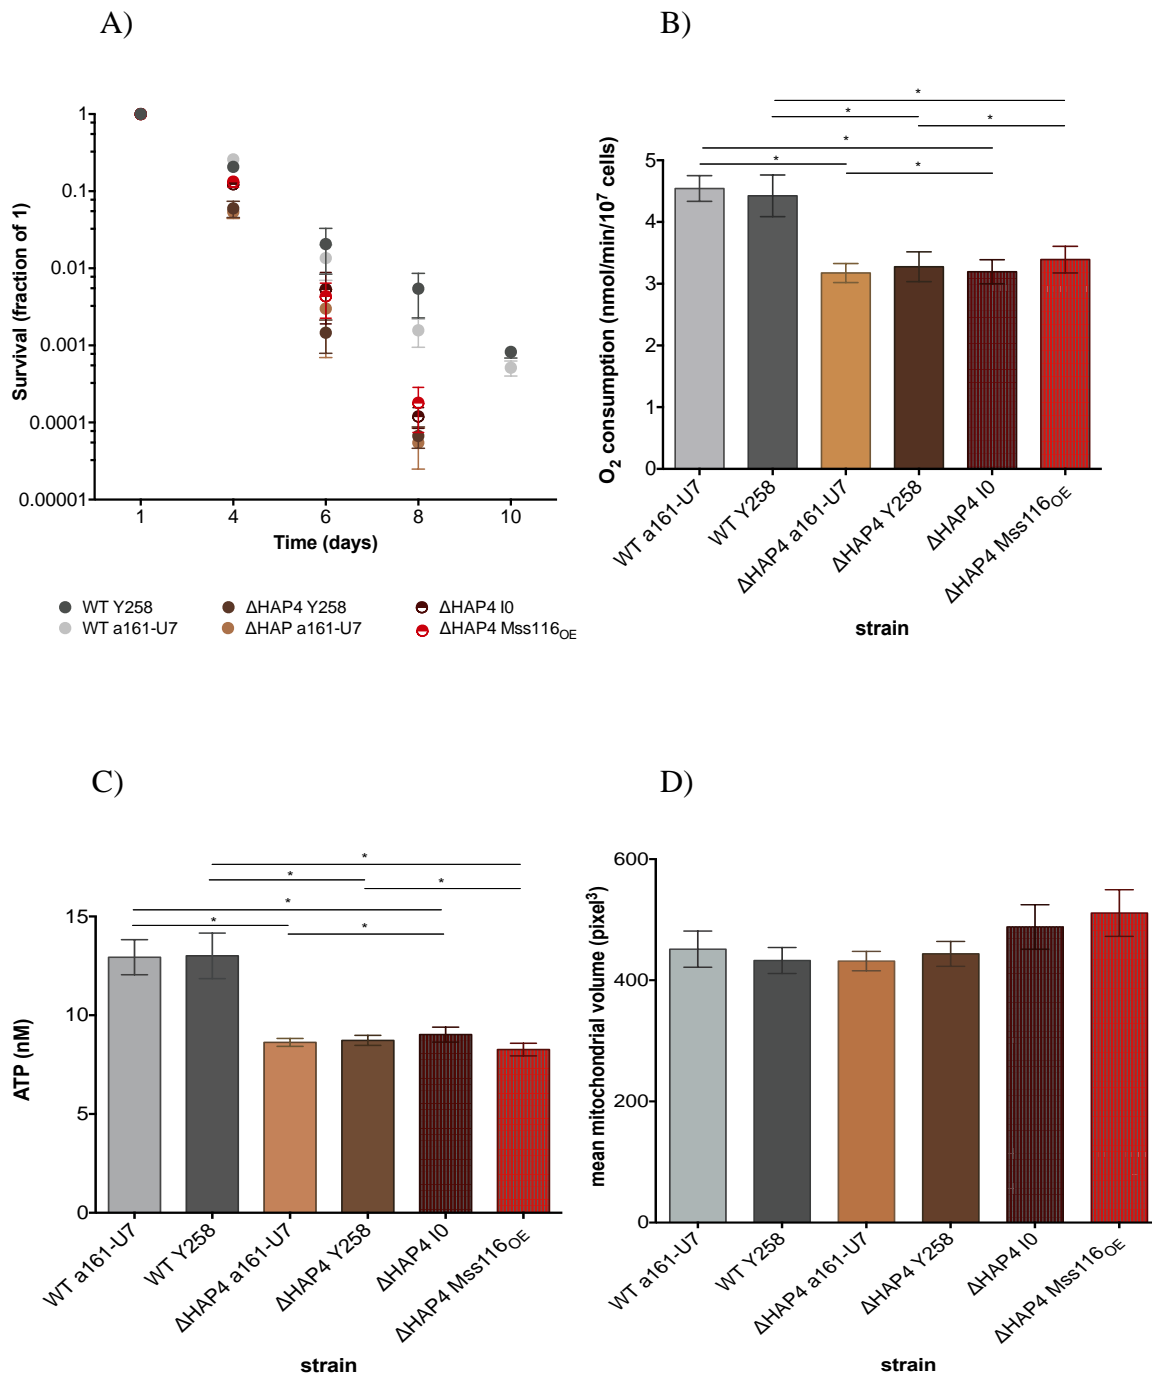 A)
B)
1
0.1
0.01
0.001
0.0001
0.00001
Survival (fraction of 1)
1
4
6
8
10
Time (days)
WT Y258
WT a161-U7
ΔHAP4 Y258
ΔHAP a161-U7
ΔHAP4 I0
ΔHAP4 Mss116OE
*
*
*
*
*
*
*
5
4
3
2
1
0
O2 consumption (nmol/min/10⁷ cells)
WT a161-U7
WT Y258
ΔHAP4 a161-U7
ΔHAP4 Y258
ΔHAP4 I0
ΔHAP4 Mss116OE
strain
C)
D)
*
*
*
*
*
*
15
10
5
0
ATP (nM)
WT a161-U7
WT Y258
ΔHAP4 a161-U7
ΔHAP4 Y258
ΔHAP4 I0
ΔHAP4 Mss116OE
strain
600
400
200
0
mean mitochondrial volume (pixel³)
WT a161-U7
WT Y258
ΔHAP4 a161-U7
ΔHAP4 Y258
ΔHAP4 I0
ΔHAP4 Mss116OE
strain